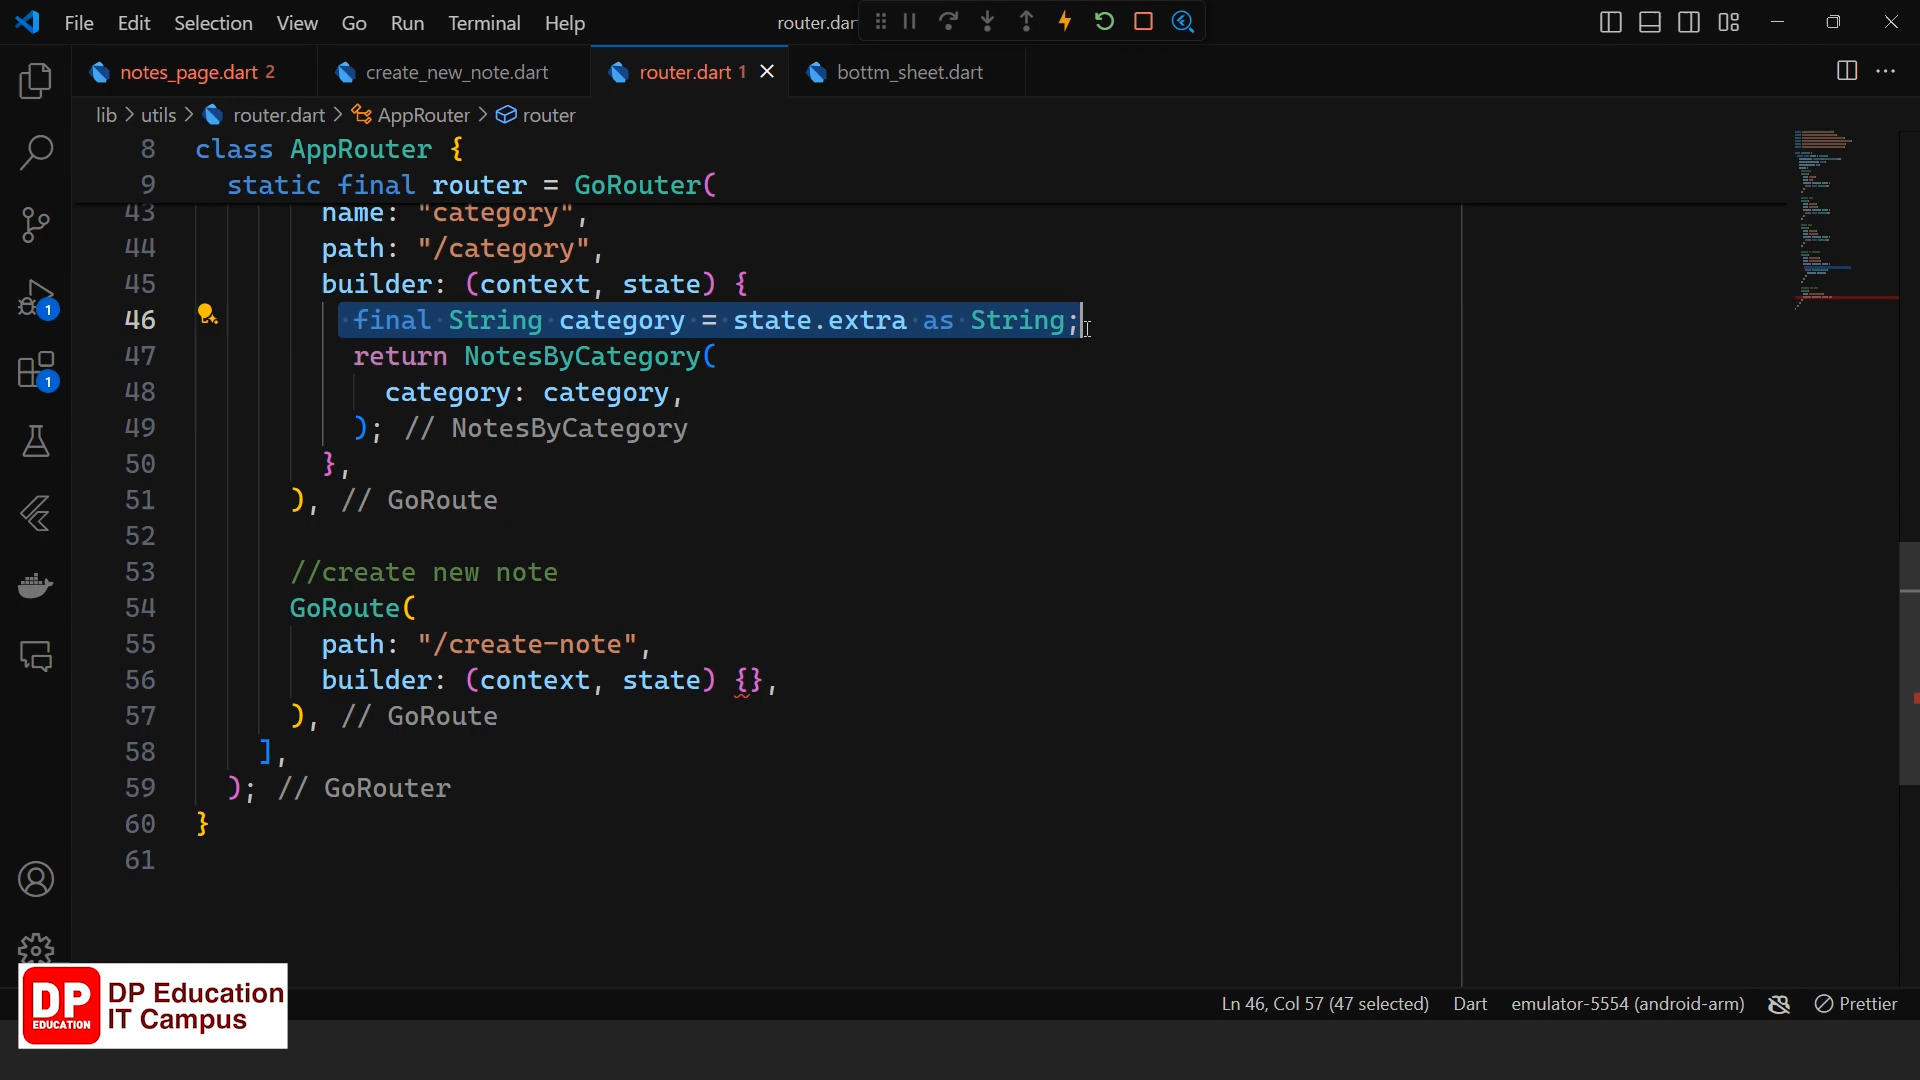 File Edit Selection View Go Run Terminal Help router.dar
notes_page.dart 2 create_new_note.dart router.dart 1 bottm_sheet.dart
lib > utils > router.dart > AppRouter > router
8 class AppRouter {
9 static final router = GoRouter(
43 name: "category",
44 path: "/category",
45 builder: (context, state) {
46 final String category = state.extra as String;
47 return NotesByCategory(
48 category: category,
49 ); // NotesByCategory
50 },
51 ), // GoRoute
52
53 //create new note
54 GoRoute(
55 path: "/create-note",
56 builder: (context, state) {},
57 ), // GoRoute
58 ],
59 ); // GoRouter
60 }
61
1
1
DP EDUCATION
DP Education
IT Campus
Ln 46, Col 57 (47 selected) Dart emulator-5554 (android-arm) Prettier